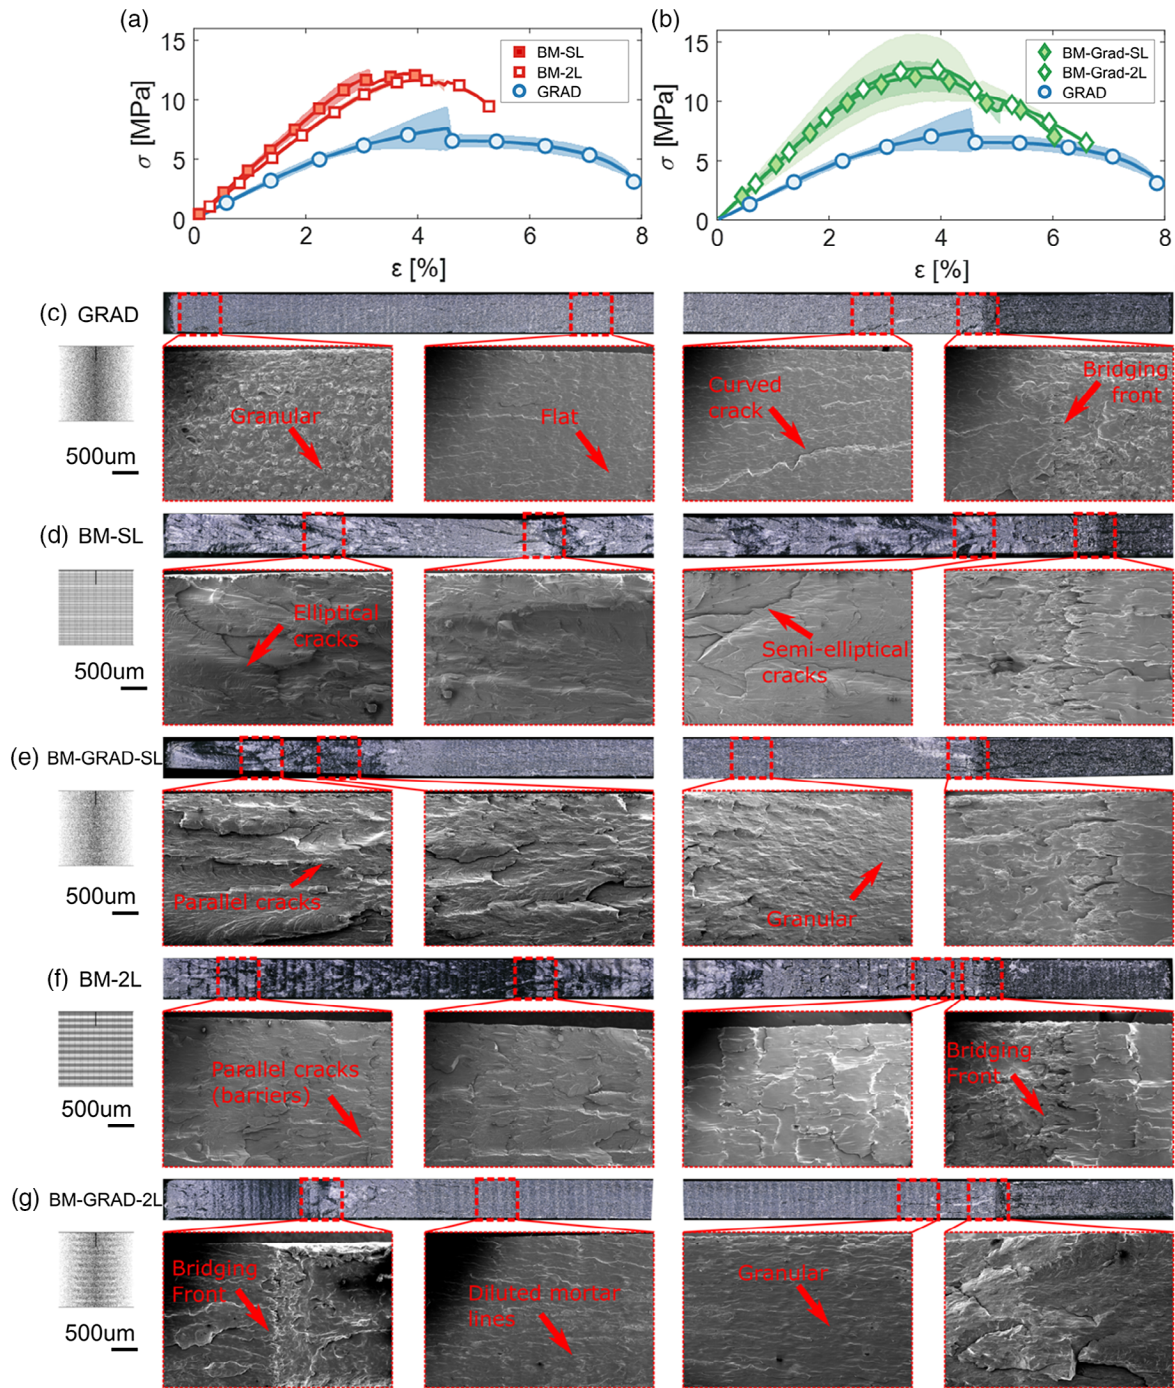 (a)
15
10
5
0
σ [MPa]
0
2
4
6
8
ε [%]
BM-SL
BM-2L
GRAD
(b)
15
10
5
0
σ [MPa]
0
2
4
6
8
ε [%]
BM-Grad-SL
BM-Grad-2L
GRAD
(c) GRAD
500um
Granular
Flat
Curved
crack
Bridging
front
(d) BM-SL
500um
Elliptical
cracks
Semi-elliptical
cracks
(e) BM-GRAD-SL
500um
Parallel cracks
Granular
(f) BM-2L
500um
Parallel cracks
(barriers)
Bridging
Front
(g) BM-GRAD-2L
500um
Bridging
Front
Diluted mortar
lines
Granular